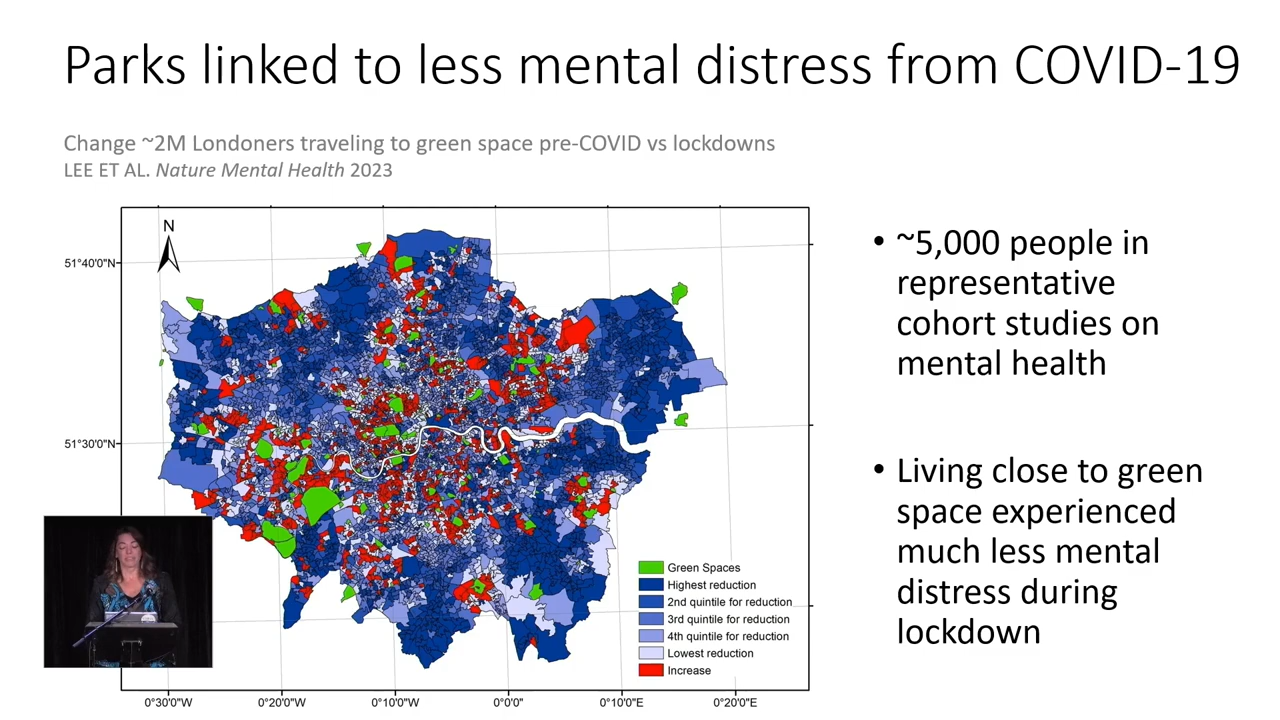 Parks linked to less mental distress from COVID-19
Change ~2M Londoners traveling to green space pre-COVID vs lockdowns
LEE ET AL. Nature Mental Health 2023
N
51°40'0"N
51°30'0"N
0°30'0"W
0°20'0"W
0°10'0"W
0°0'0"
0°10'0"E
0°20'0"E
Green Spaces
Highest reduction
2nd quintile for reduction
3rd quintile for reduction
4th quintile for reduction
Lowest reduction
Increase
• ~5,000 people in
representative
cohort studies on
mental health
• Living close to green
space experienced
much less mental
distress during
lockdown